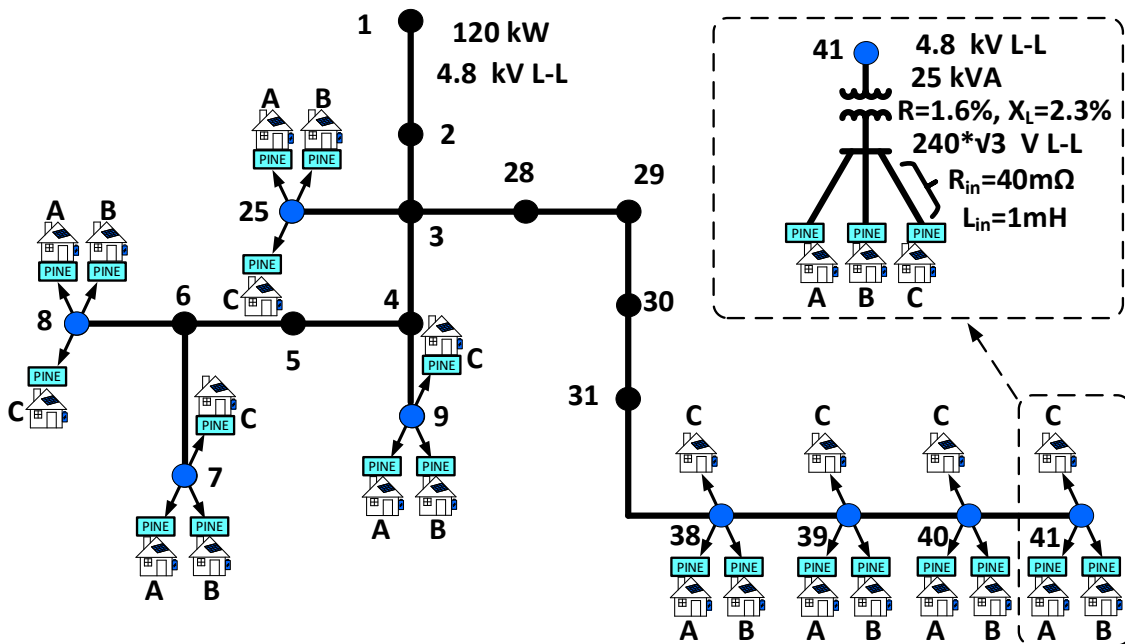 1
120 kW
4.8 kV L-L
2
A B
PINE PINE
25
PINE
C
3
28
29
A B
PINE PINE
8
PINE
C
6
5
4
C
PINE
9
PINE PINE
A B
C
PINE
7
PINE PINE
A B
30
31
C C C C
38 39 40 41
PINE PINE PINE PINE PINE PINE PINE PINE
A B A B A B A B
41
4.8 kV L-L
25 kVA
R=1.6%, XL=2.3%
240*√3 V L-L
Rin=40mΩ
Lin=1mH
PINE PINE PINE
A B C